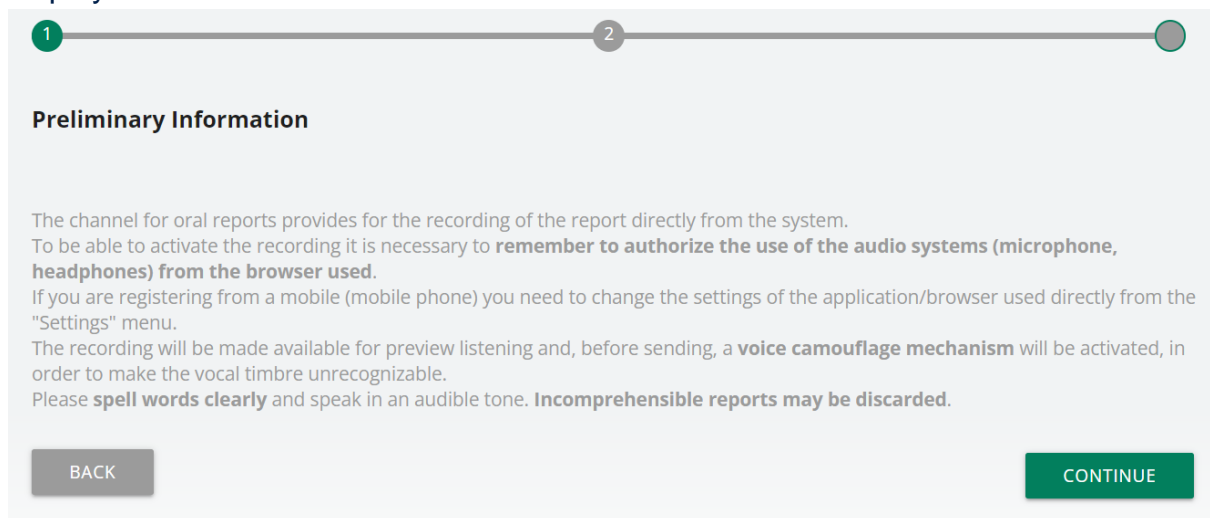 1
2
Preliminary Information
The channel for oral reports provides for the recording of the report directly from the system.
To be able to activate the recording it is necessary to remember to authorize the use of the audio systems (microphone,
headphones) from the browser used.
If you are registering from a mobile (mobile phone) you need to change the settings of the application/browser used directly from the
"Settings" menu.
The recording will be made available for preview listening and, before sending, a voice camouflage mechanism will be activated, in
order to make the vocal timbre unrecognizable.
Please spell words clearly and speak in an audible tone. Incomprehensible reports may be discarded.
BACK
CONTINUE